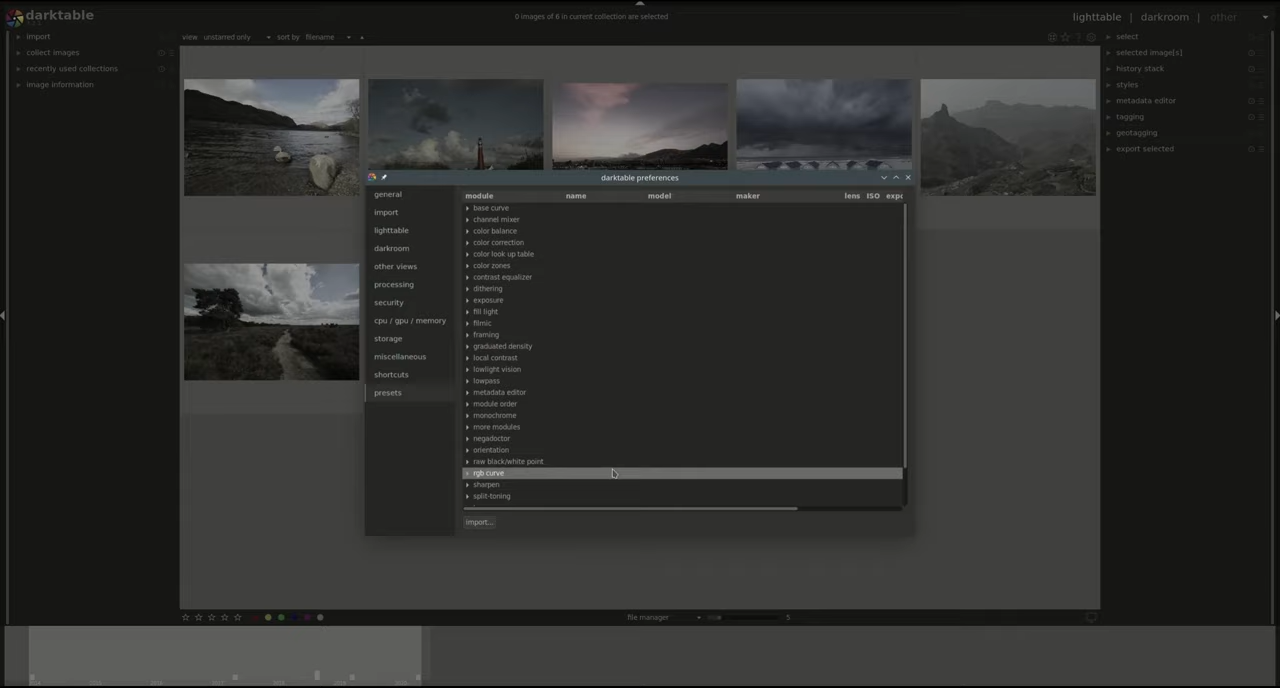 darktable
0 images of 6 in current collection are selected
lighttable | darkroom | other
import
collect images
recently used collections
image information
view unstarred only sort by filename
select
selected image[s]
history stack
styles
metadata editor
tagging
geotagging
export selected
darktable preferences
general
import
lighttable
darkroom
other views
processing
security
cpu / gpu / memory
storage
miscellaneous
shortcuts
presets
module name model maker lens ISO expo
base curve
channel mixer
color balance
color correction
color look up table
color zones
contrast equalizer
dithering
exposure
fill light
filmic
framing
graduated density
local contrast
lowlight vision
lowpass
metadata editor
module order
monochrome
more modules
negadoctor
orientation
raw black/white point
rgb curve
sharpen
split-toning
import...
file manager 5